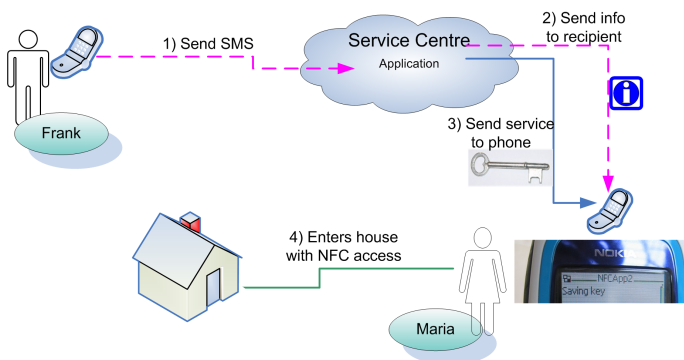 1) Send SMS
Service Centre
Application
2) Send info
to recipient
Frank
3) Send service
to phone
4) Enters house
with NFC access
NOKIA
NFCApp2
Saving key
Maria